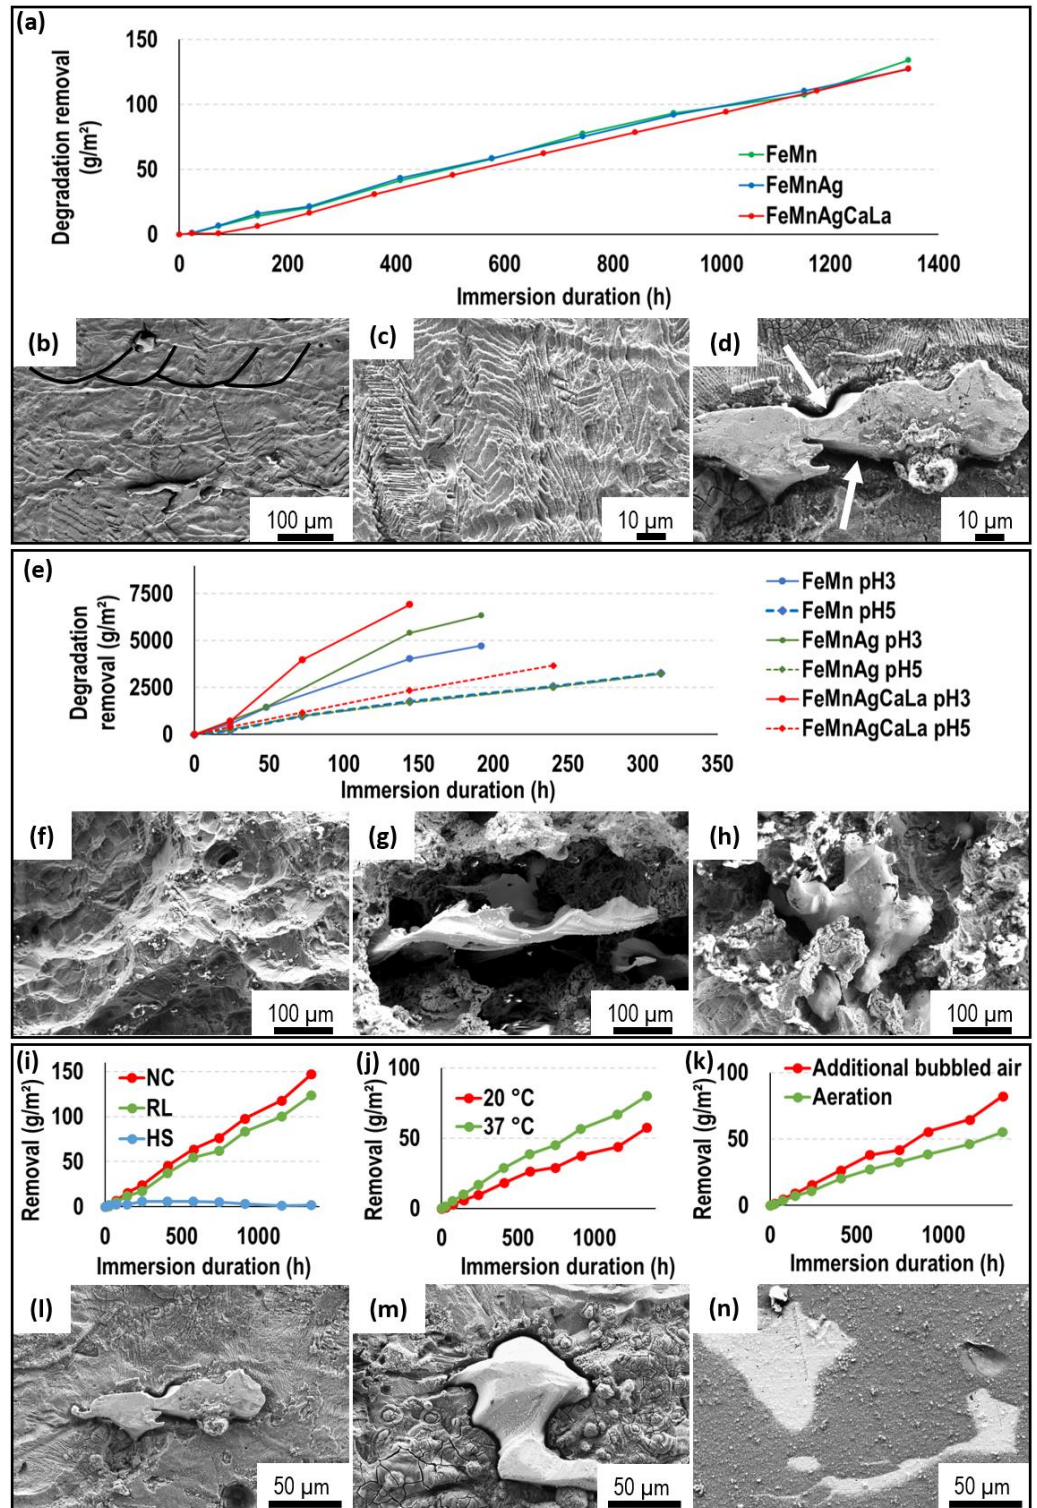 (a)
150
100
50
0
Degradation removal
(g/m²)
FeMn
FeMnAg
FeMnAgCaLa
0 200 400 600 800 1000 1200 1400
Immersion duration (h)
(b)
100 µm
(c)
10 µm
(d)
10 µm
(e)
7500
5000
2500
0
Degradation
removal (g/m²)
0 50 100 150 200 250 300 350
Immersion duration (h)
FeMn pH3
FeMn pH5
FeMnAg pH3
FeMnAg pH5
FeMnAgCaLa pH3
FeMnAgCaLa pH5
(f)
100 µm
(g)
100 µm
(h)
100 µm
(i)
150
100
50
0
Removal (g/m²)
NC
RL
HS
0 500 1000
Immersion duration (h)
(j)
100
50
0
Removal (g/m²)
20 °C
37 °C
0 500 1000
Immersion duration (h)
(k)
100
50
0
Removal (g/m²)
Additional bubbled air
Aeration
0 500 1000
Immersion duration (h)
(l)
50 µm
(m)
50 µm
(n)
50 µm